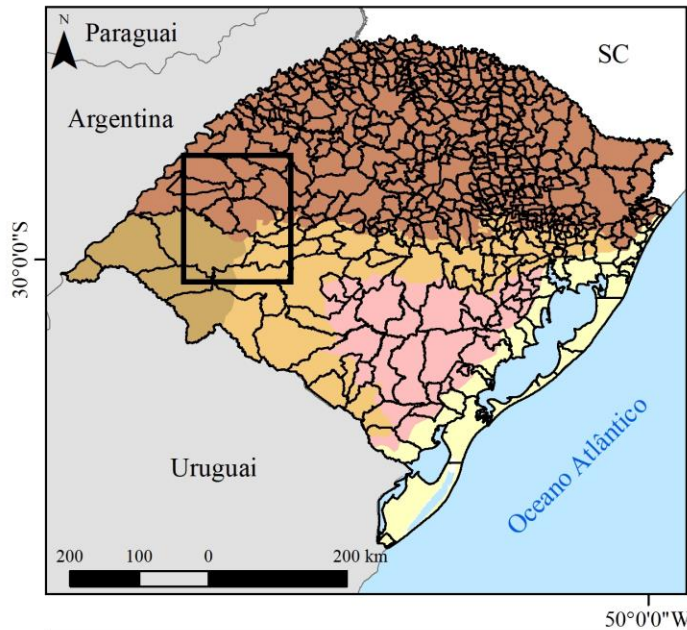 Paraguai
N
SC
Argentina
30°0'0"S
Uruguai
Oceano Atlântico
200 100 0 200 km
50°0'0"W